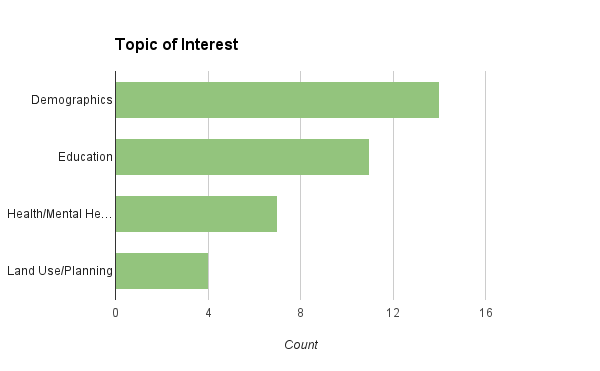 Topic of Interest
Demographics
Education
Health/Mental He...
Land Use/Planning
0 4 8 12 16
Count